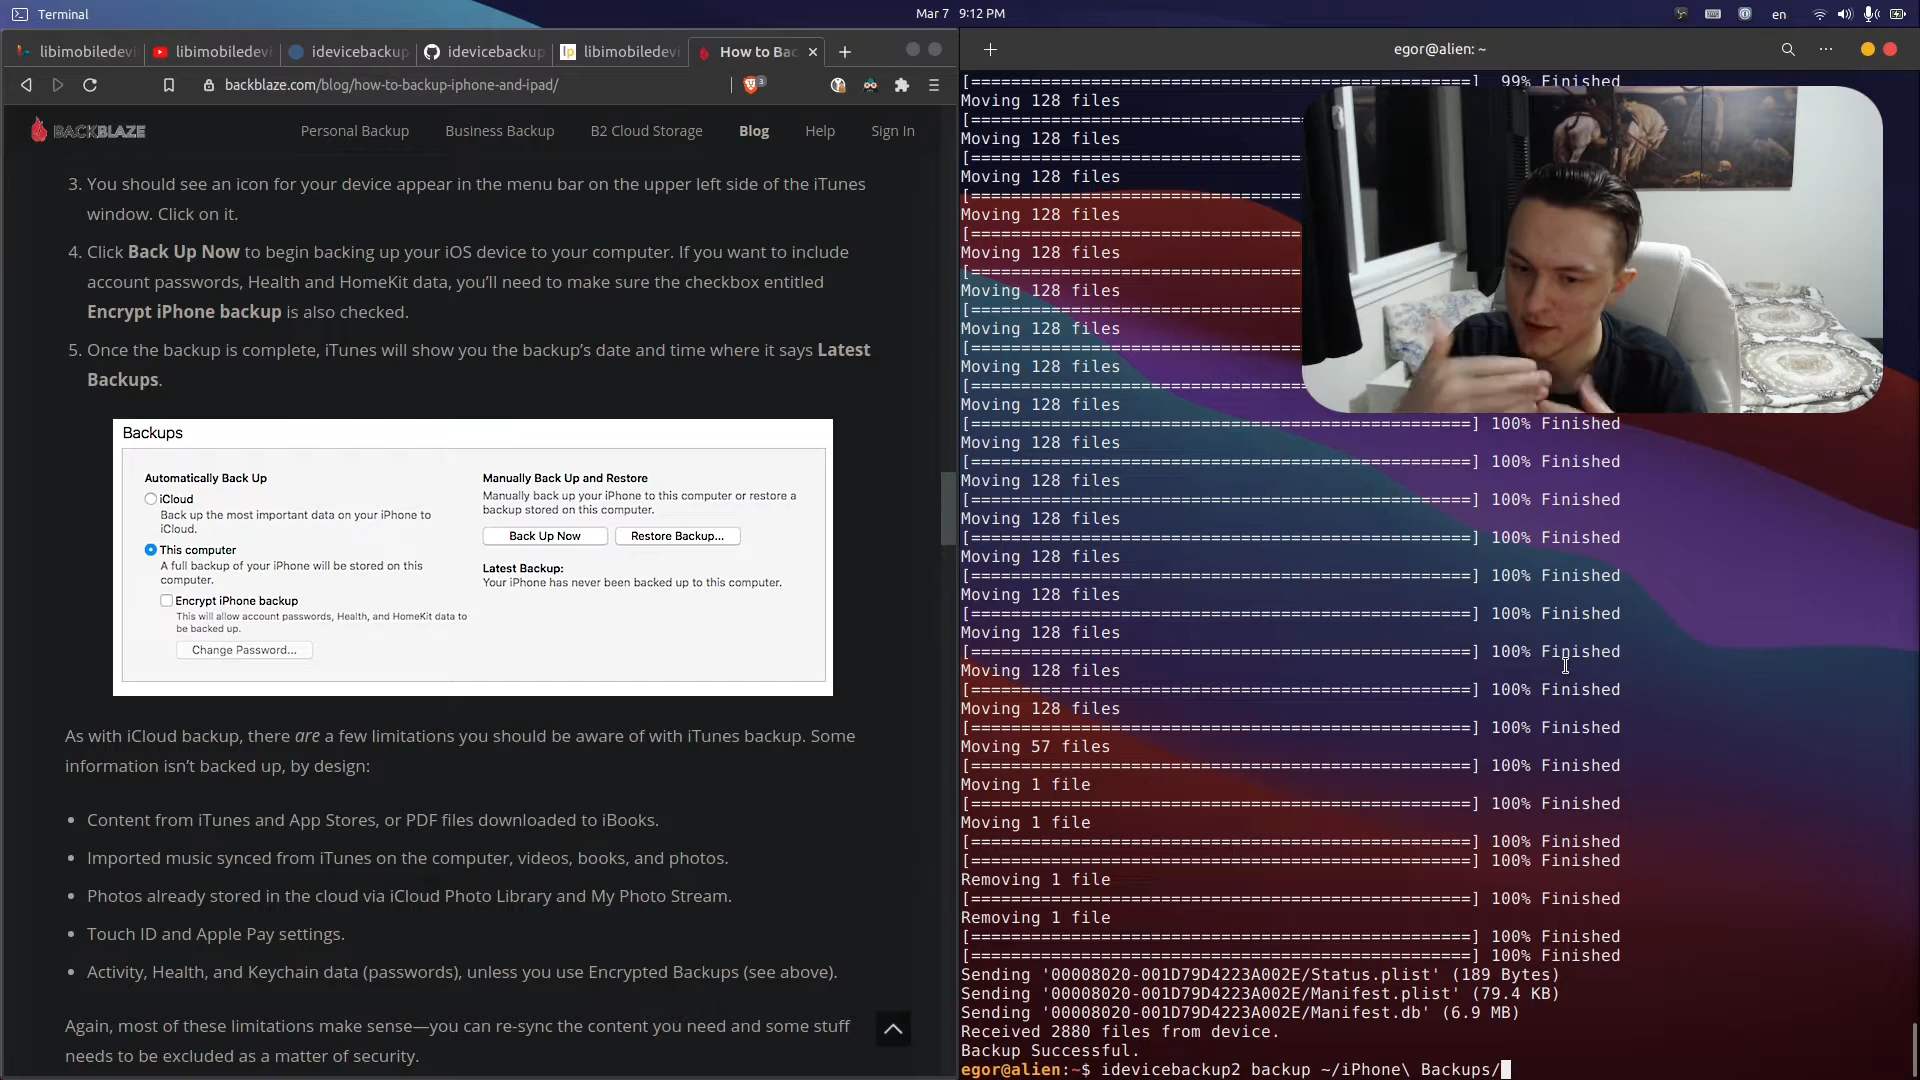 Terminal
Mar 7 9:12 PM
en
libimobiledevi
libimobiledevi
idevicebackup
idevicebackup
libimobiledevi
How to Bac
egor@alien: ~
backblaze.com/blog/how-to-backup-iphone-and-ipad/
3
BACKBLAZE
Personal Backup
Business Backup
B2 Cloud Storage
Blog
Help
Sign In
3. You should see an icon for your device appear in the menu bar on the upper left side of the iTunes
window. Click on it.
4. Click Back Up Now to begin backing up your iOS device to your computer. If you want to include
account passwords, Health and HomeKit data, you’ll need to make sure the checkbox entitled
Encrypt iPhone backup is also checked.
5. Once the backup is complete, iTunes will show you the backup’s date and time where it says Latest
Backups.
Backups
Automatically Back Up
iCloud
Back up the most important data on your iPhone to
iCloud.
This computer
A full backup of your iPhone will be stored on this
computer.
Encrypt iPhone backup
This will allow account passwords, Health, and HomeKit data to
be backed up.
Change Password...
Manually Back Up and Restore
Manually back up your iPhone to this computer or restore a
backup stored on this computer.
Back Up Now
Restore Backup...
Latest Backup:
Your iPhone has never been backed up to this computer.
As with iCloud backup, there are a few limitations you should be aware of with iTunes backup. Some
information isn’t backed up, by design:
• Content from iTunes and App Stores, or PDF files downloaded to iBooks.
• Imported music synced from iTunes on the computer, videos, books, and photos.
• Photos already stored in the cloud via iCloud Photo Library and My Photo Stream.
• Touch ID and Apple Pay settings.
• Activity, Health, and Keychain data (passwords), unless you use Encrypted Backups (see above).
Again, most of these limitations make sense—you can re-sync the content you need and some stuff
needs to be excluded as a matter of security.
[==================================================] 99% Finished
Moving 128 files
[=================================
Moving 128 files
[=================================
Moving 128 files
[=================================
Moving 128 files
[=================================
Moving 128 files
[=================================
Moving 128 files
[=================================
Moving 128 files
[=================================
Moving 128 files
[=================================
Moving 128 files
[==================================================] 100% Finished
Moving 128 files
[==================================================] 100% Finished
Moving 128 files
[==================================================] 100% Finished
Moving 128 files
[==================================================] 100% Finished
Moving 128 files
[==================================================] 100% Finished
Moving 128 files
[==================================================] 100% Finished
Moving 128 files
[==================================================] 100% Finished
Moving 128 files
[==================================================] 100% Finished
Moving 128 files
[==================================================] 100% Finished
Moving 57 files
[==================================================] 100% Finished
Moving 1 file
[==================================================] 100% Finished
Moving 1 file
[==================================================] 100% Finished
[==================================================] 100% Finished
Removing 1 file
[==================================================] 100% Finished
Removing 1 file
[==================================================] 100% Finished
[==================================================] 100% Finished
Sending '00008020-001D79D4223A002E/Status.plist' (189 Bytes)
Sending '00008020-001D79D4223A002E/Manifest.plist' (79.4 KB)
Sending '00008020-001D79D4223A002E/Manifest.db' (6.9 MB)
Received 2880 files from device.
Backup Successful.
egor@alien:~$ idevicebackup2 backup ~/iPhone\ Backups/